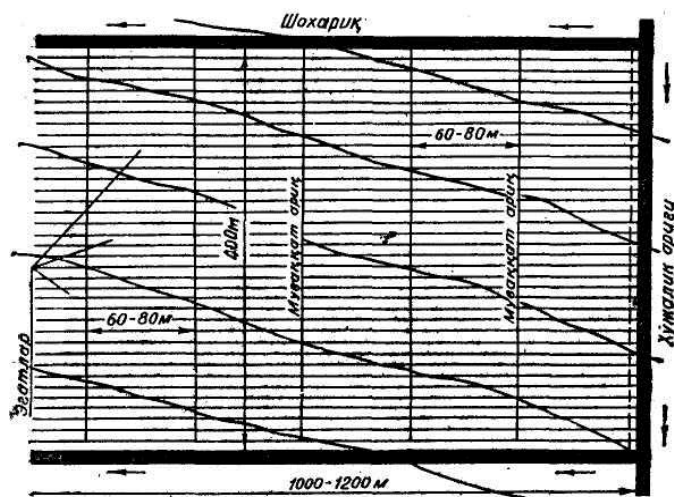 Шохариқ
60-80м
400м
Муваққат ариқ
Муваққат ариқ
Хўжалик ариғи
60-80м
Эгатлар
1000-1200 м